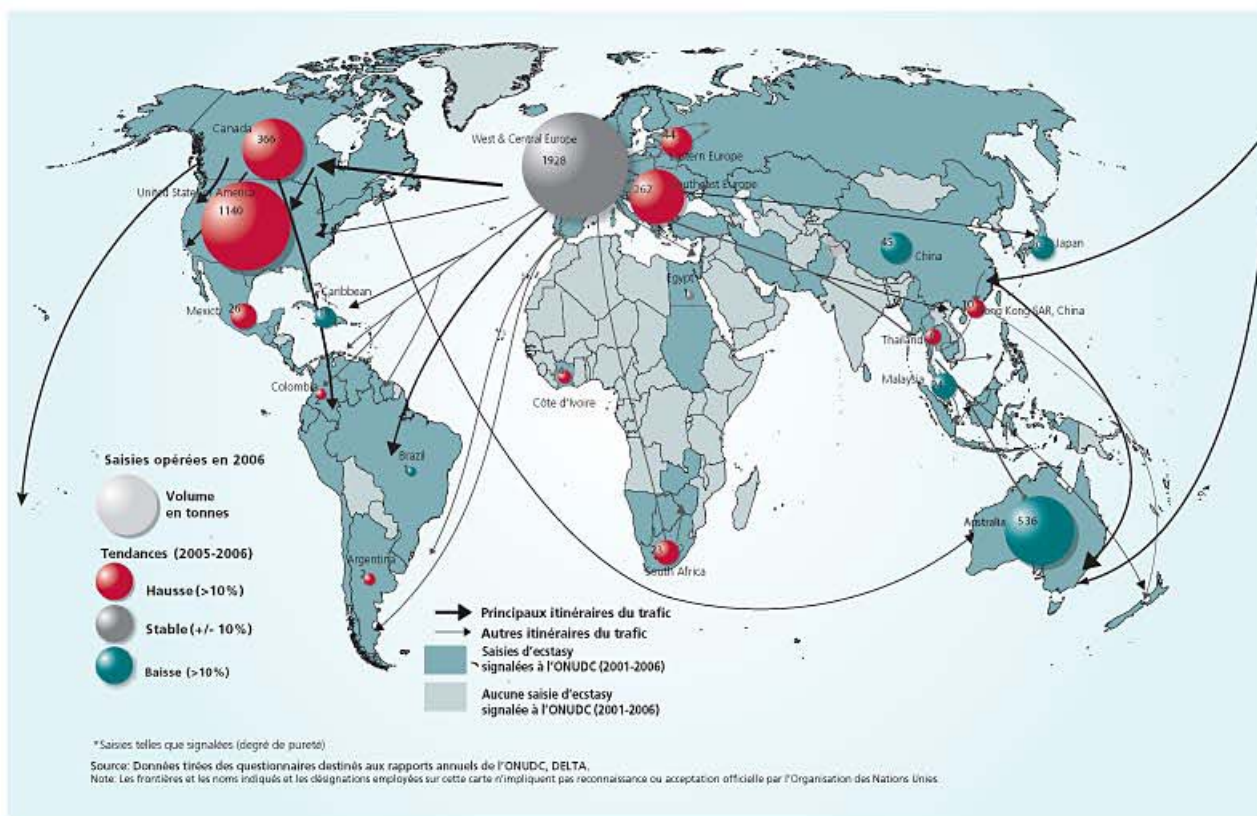 Canada
366
West & Central Europe
1928
44
Eastern Europe
262
Southeast Europe
United States of America
1140
45
China
Japan
Egypt
1
Caribbean
Mexico
26
10
Hong Kong SAR, China
Thailand
Malaysia
Colombia
Côte d'Ivoire
Brazil
1
Australia
536
Argentina
2
South Africa
Saisies opérées en 2006
Volume
en tonnes
Tendances (2005-2006)
Hausse (>10%)
Stable (+/- 10%)
Baisse (>10%)
Principaux itinéraires du trafic
Autres itinéraires du trafic
Saisies d'ecstasy
signalées à l'ONUDC (2001-2006)
Aucune saisie d'ecstasy
signalée à l'ONUDC (2001-2006)
*Saisies telles que signalées (degré de pureté)
Source: Données tirées des questionnaires destinés aux rapports annuels de l'ONUDC, DELTA.
Note: Les frontières et les noms indiqués et les désignations employées sur cette carte n'impliquent pas reconnaissance ou acceptation officielle par l'Organisation des Nations Unies.